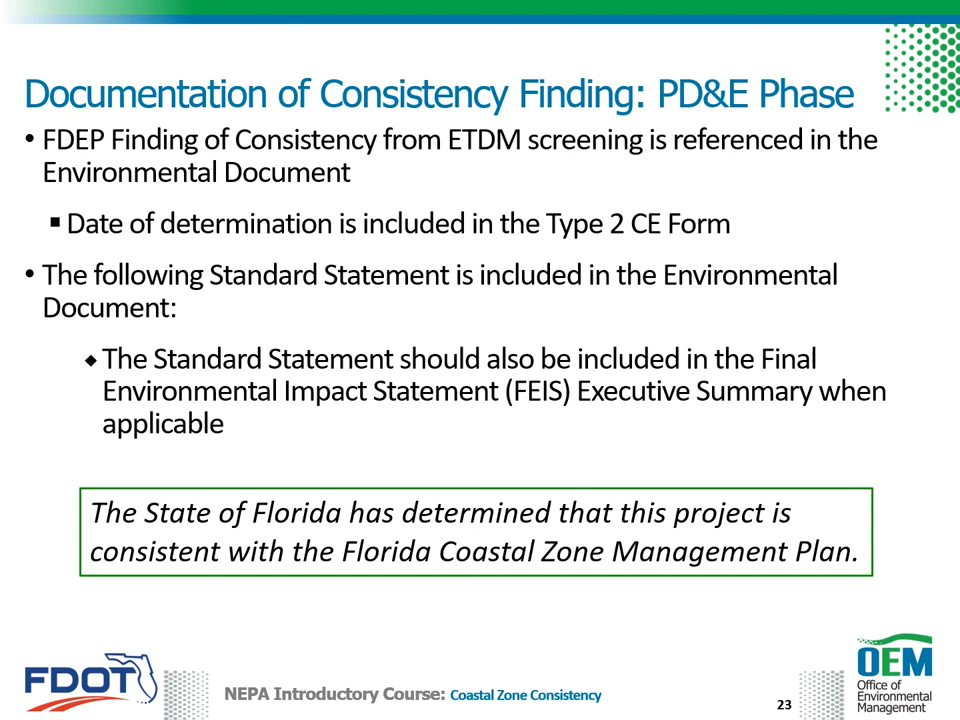 Documentation of Consistency Finding: PD&E Phase
• FDEP Finding of Consistency from ETDM screening is referenced in the
Environmental Document
▪ Date of determination is included in the Type 2 CE Form
• The following Standard Statement is included in the Environmental
Document:
◆ The Standard Statement should also be included in the Final
Environmental Impact Statement (FEIS) Executive Summary when
applicable
The State of Florida has determined that this project is
consistent with the Florida Coastal Zone Management Plan.
FDOT
NEPA Introductory Course: Coastal Zone Consistency
23
OEM
Office of
Environmental
Management